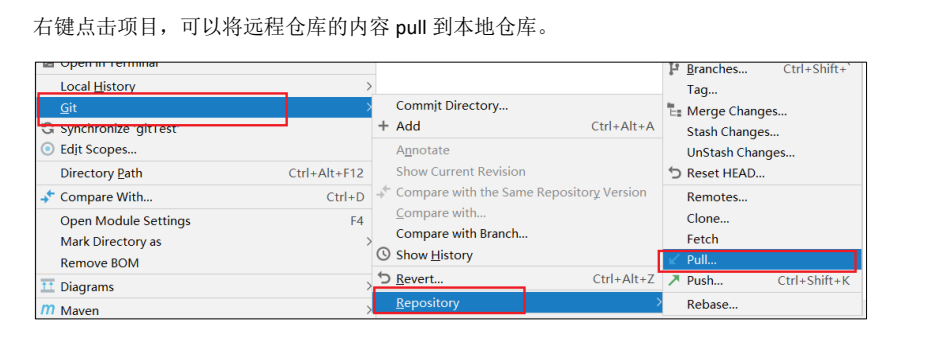 右键点击项目，可以将远程仓库的内容 pull 到本地仓库。
Open in Terminal
Local History
Git
Synchronize 'gitTest'
Edit Scopes...
Directory Path Ctrl+Alt+F12
Compare With... Ctrl+D
Open Module Settings F4
Mark Directory as
Remove BOM
Diagrams
Maven
Commit Directory...
Add Ctrl+Alt+A
Annotate
Show Current Revision
Compare with the Same Repository Version
Compare with...
Compare with Branch...
Show History
Revert... Ctrl+Alt+Z
Repository
Branches... Ctrl+Shift+`
Tag...
Merge Changes...
Stash Changes...
UnStash Changes...
Reset HEAD...
Remotes...
Clone...
Fetch
Pull...
Push... Ctrl+Shift+K
Rebase...